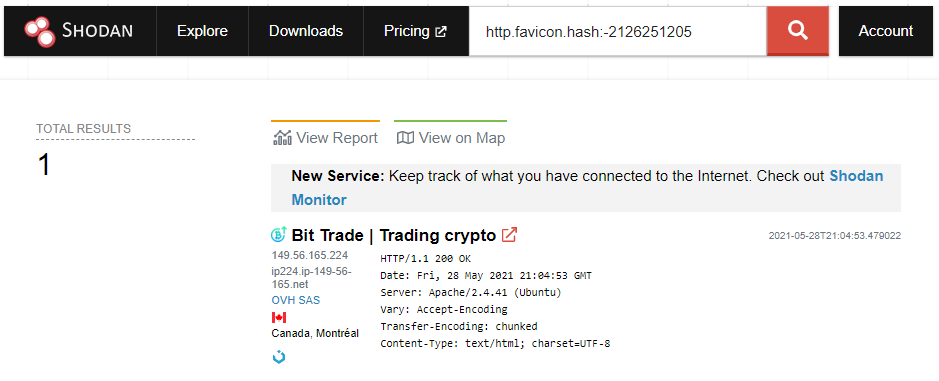 SHODAN Explore Downloads Pricing http.favicon.hash:-2126251205 Account
TOTAL RESULTS
1
View Report View on Map
New Service: Keep track of what you have connected to the Internet. Check out Shodan
Monitor
Bit Trade | Trading crypto
2021-05-28T21:04:53.479022
149.56.165.224
ip224.ip-149-56-
165.net
OVH SAS
Canada, Montréal
HTTP/1.1 200 OK
Date: Fri, 28 May 2021 21:04:53 GMT
Server: Apache/2.4.41 (Ubuntu)
Vary: Accept-Encoding
Transfer-Encoding: chunked
Content-Type: text/html; charset=UTF-8